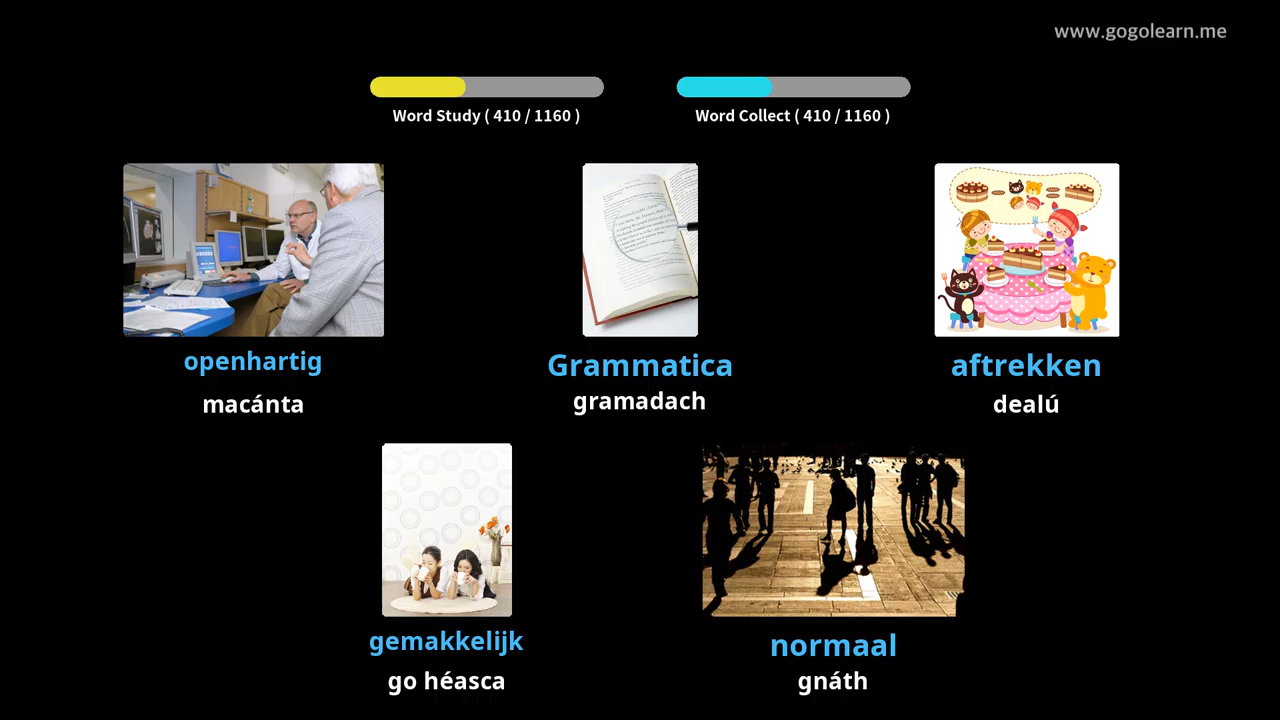 www.gogolearn.me
Word Study ( 410 / 1160 )
Word Collect ( 410 / 1160 )
openhartig
macánta
Grammatica
gramadach
aftrekken
dealú
gemakkelijk
go héasca
normaal
gnáth